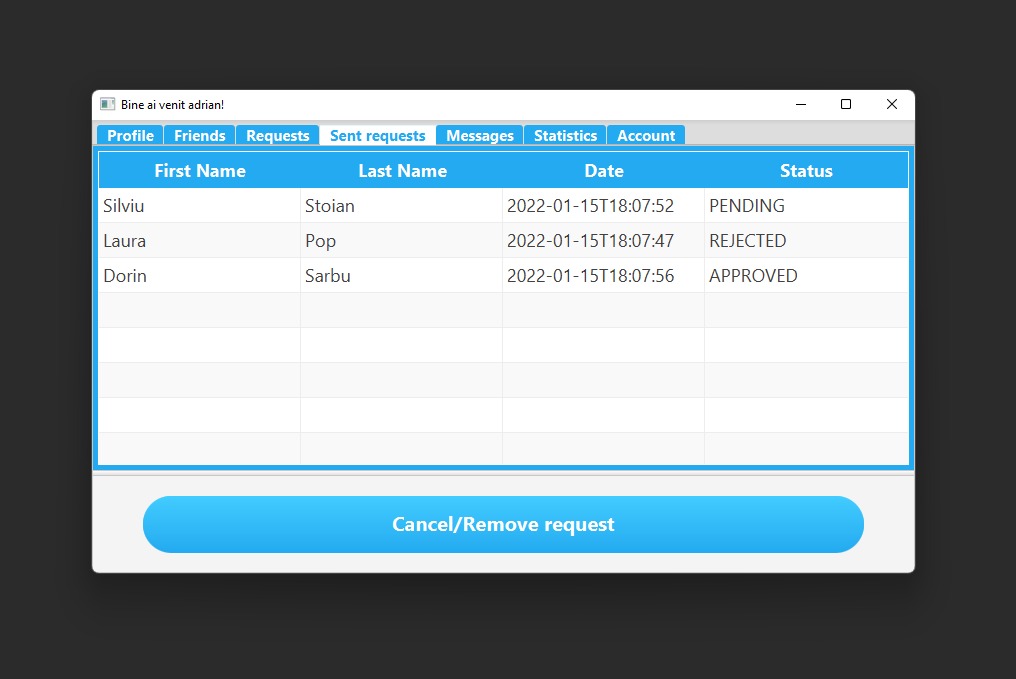 Bine ai venit adrian!
Profile Friends Requests Sent requests Messages Statistics Account
First Name Last Name Date Status
Silviu Stoian 2022-01-15T18:07:52 PENDING
Laura Pop 2022-01-15T18:07:47 REJECTED
Dorin Sarbu 2022-01-15T18:07:56 APPROVED
Cancel/Remove request